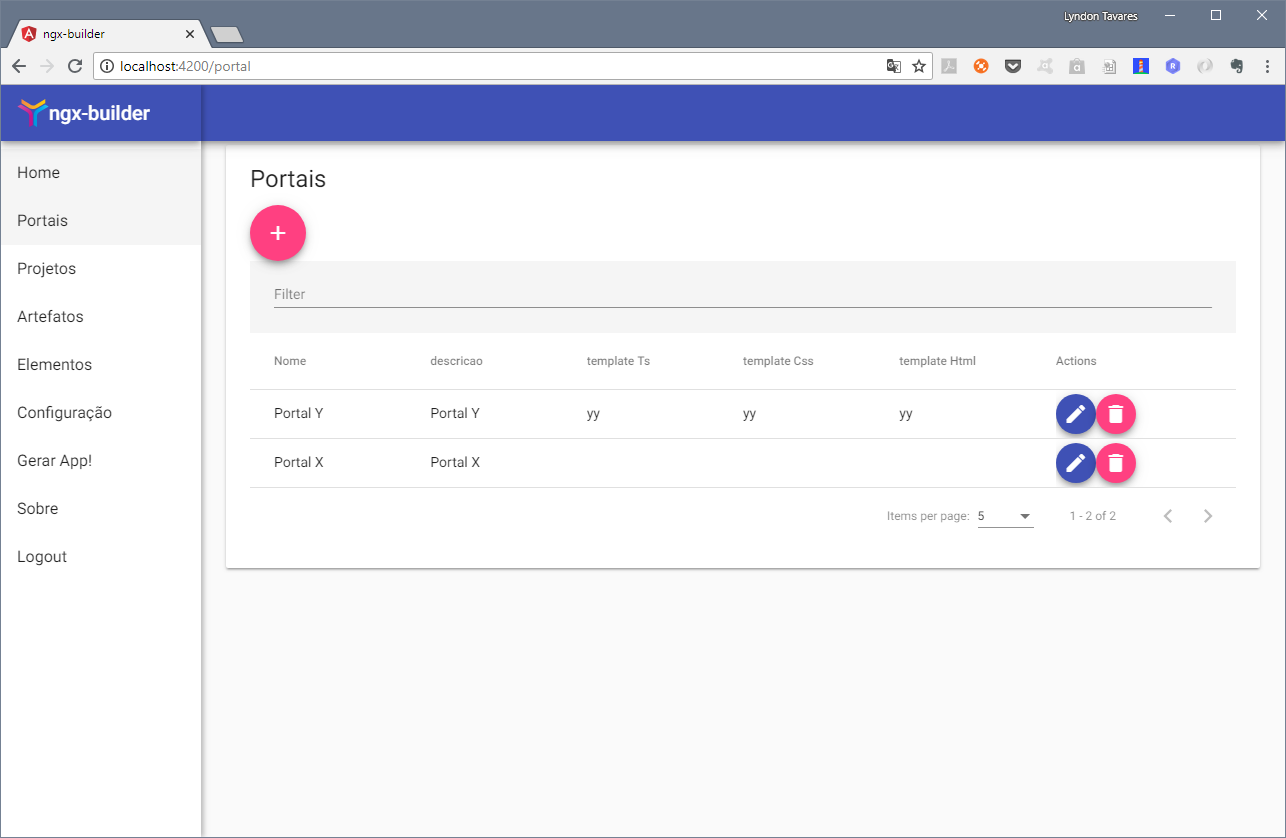 Lyndon Tavares
ngx-builder
localhost:4200/portal
ngx-builder
Home
Portais
Projetos
Artefatos
Elementos
Configuração
Gerar App!
Sobre
Logout
Portais
+
Filter
Nome descricao template Ts template Css template Html Actions
Portal Y Portal Y yy yy yy
Portal X Portal X
Items per page: 5 1 - 2 of 2